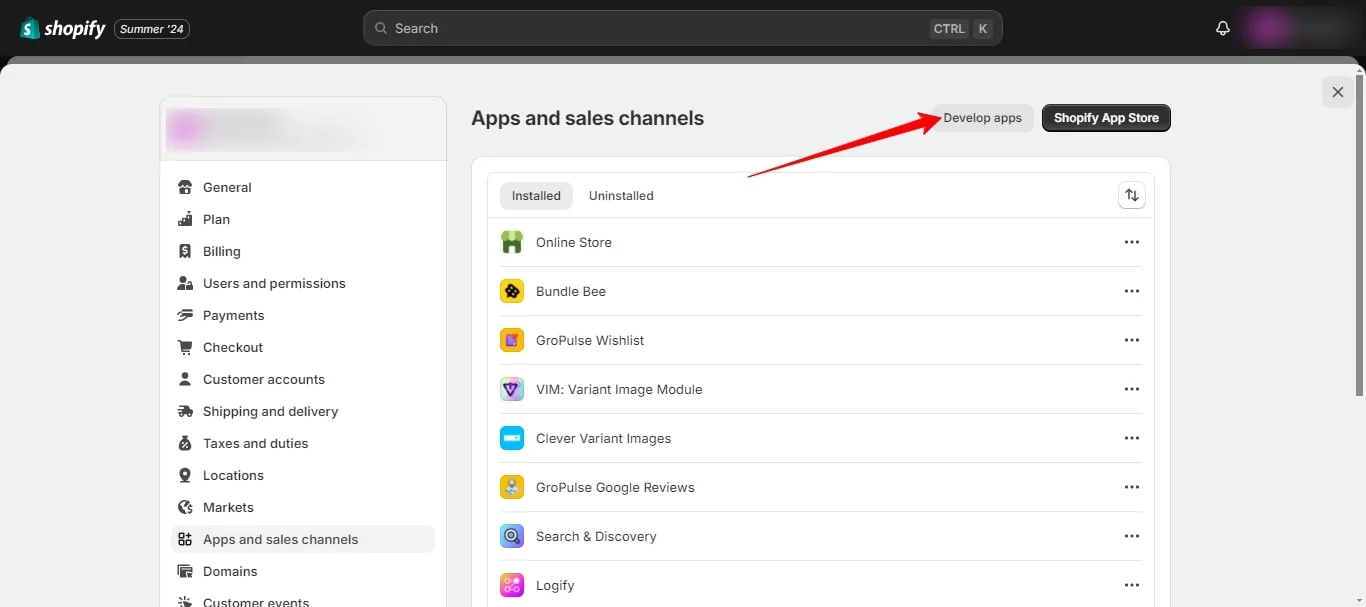 shopify Summer '24
Search CTRL K
Apps and sales channels
Develop apps
Shopify App Store
General
Plan
Billing
Users and permissions
Payments
Checkout
Customer accounts
Shipping and delivery
Taxes and duties
Locations
Markets
Apps and sales channels
Domains
Customer events
Installed Uninstalled
Online Store
Bundle Bee
GroPulse Wishlist
VIM: Variant Image Module
Clever Variant Images
GroPulse Google Reviews
Search & Discovery
Logify